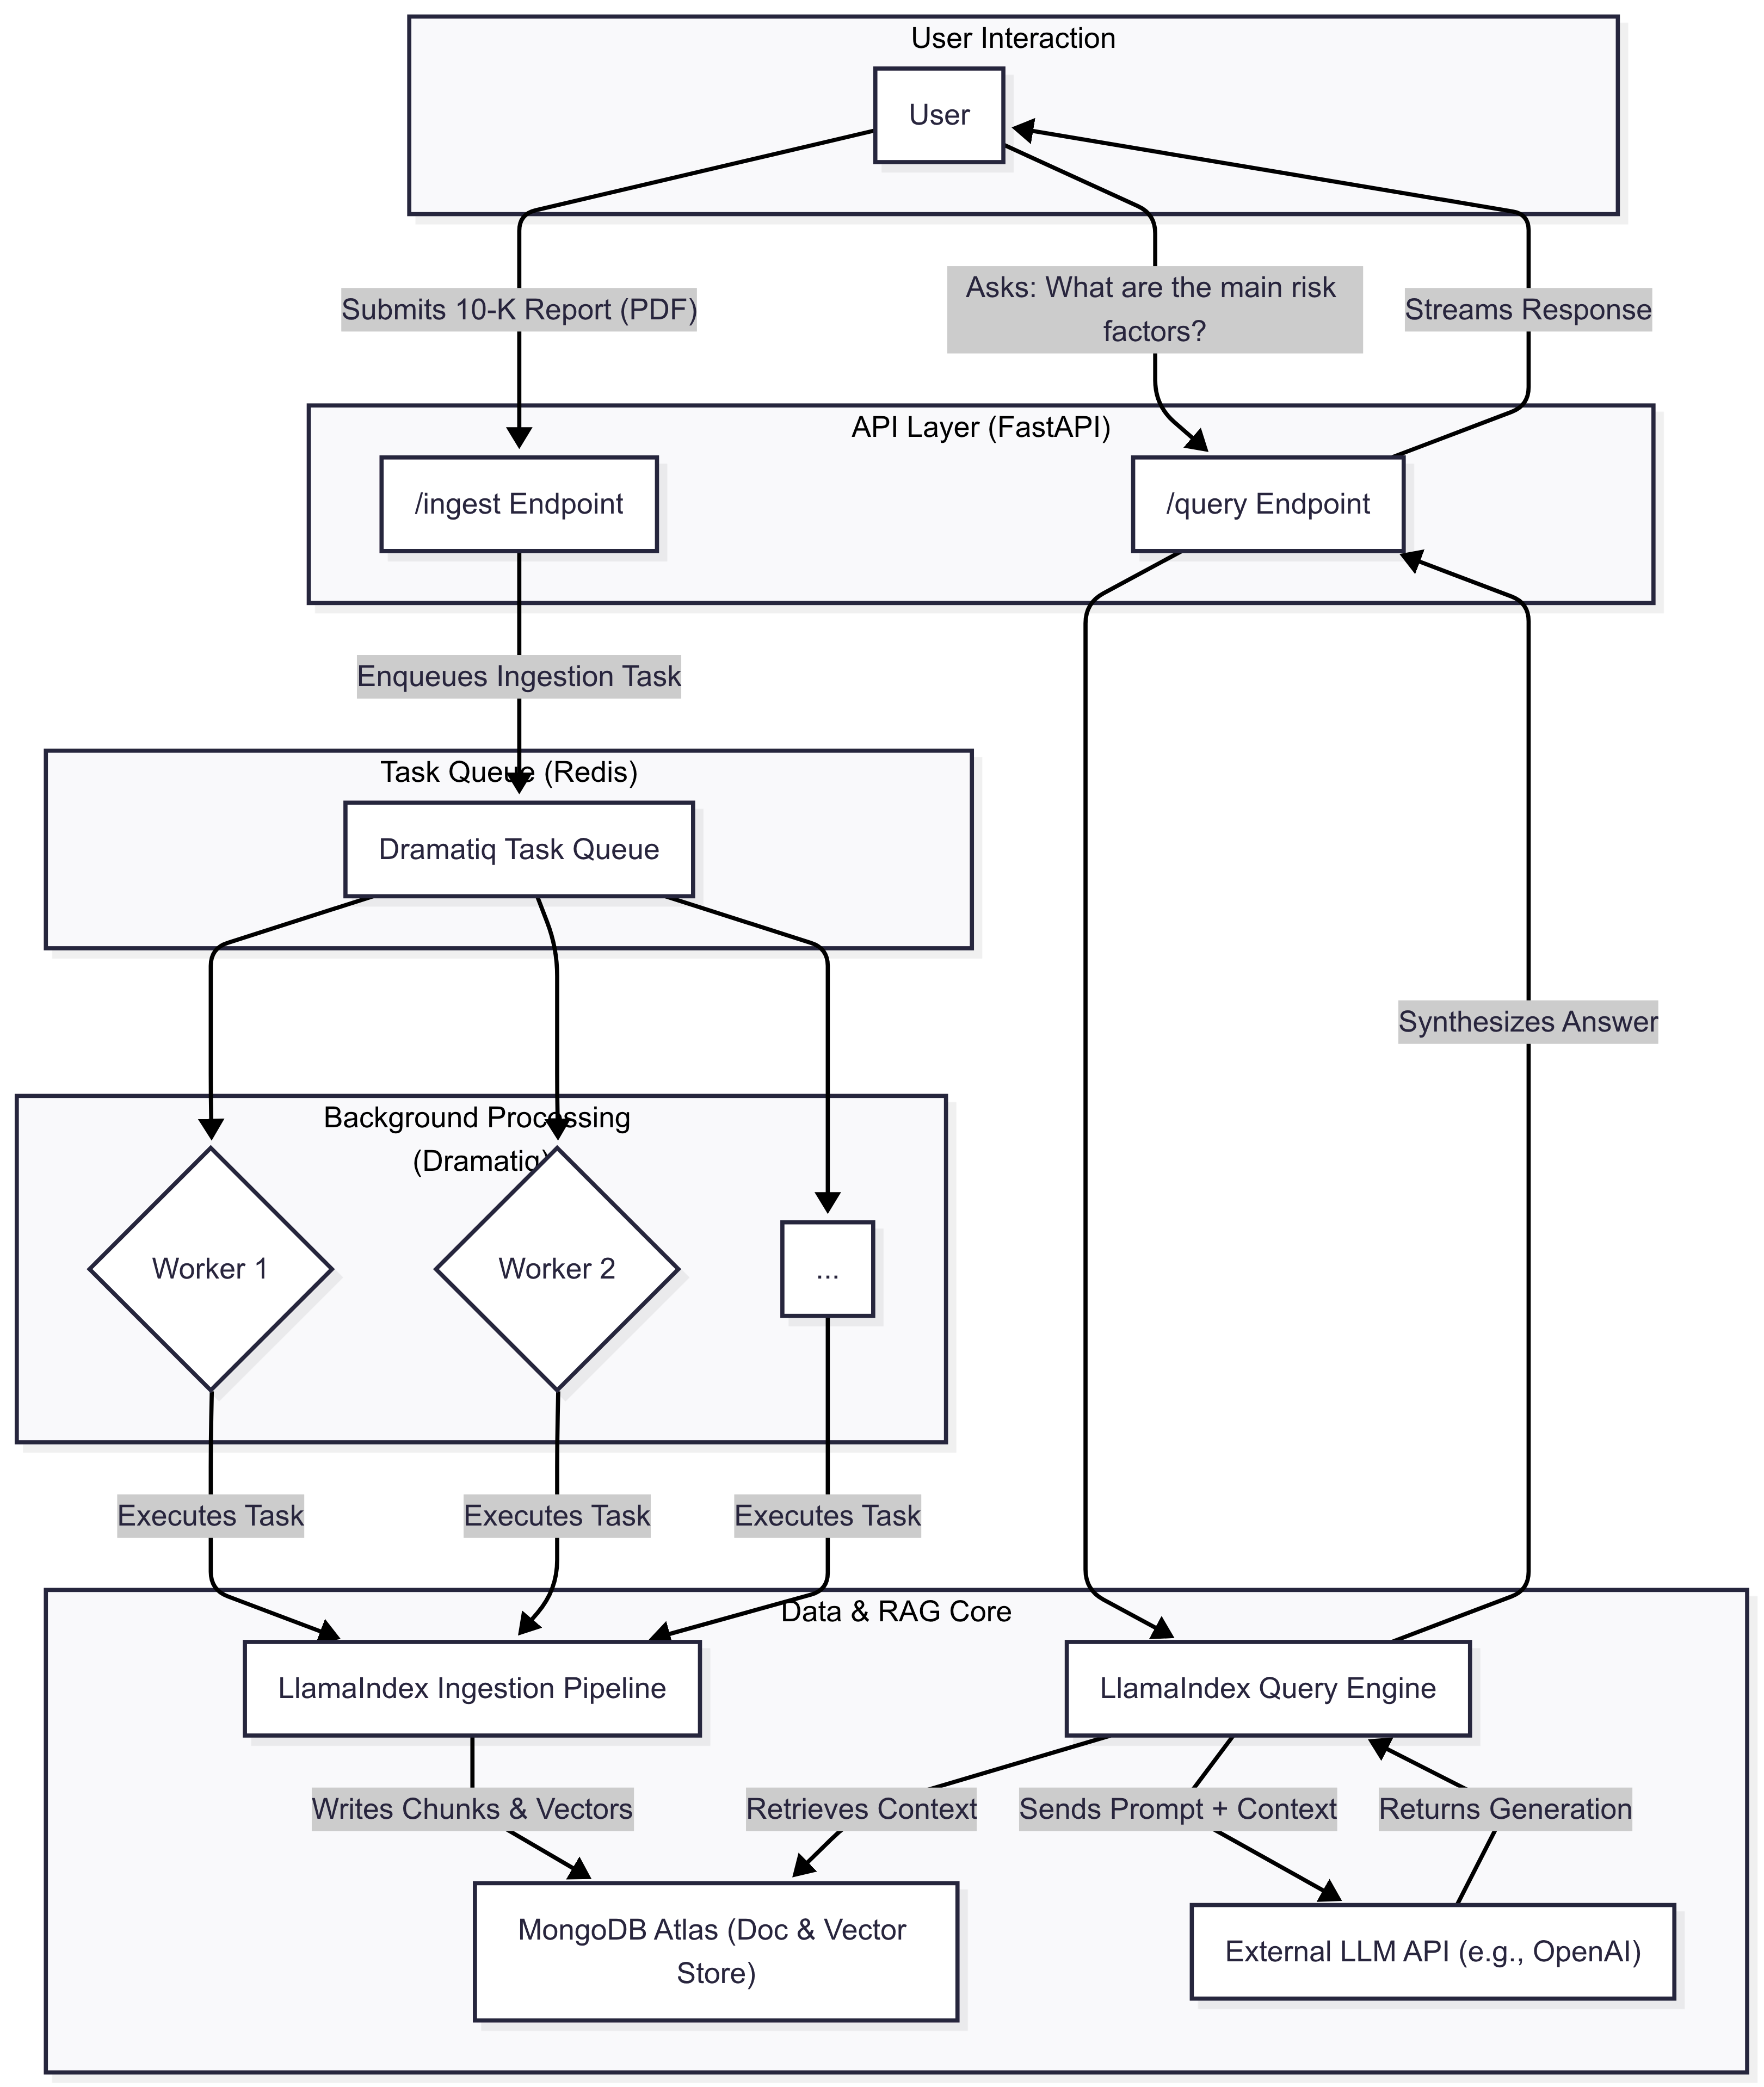 User Interaction
User
Submits 10-K Report (PDF)
Asks: What are the main risk
factors?
Streams Response
API Layer (FastAPI)
/ingest Endpoint
/query Endpoint
Enqueues Ingestion Task
Task Queue (Redis)
Dramatiq Task Queue
Synthesizes Answer
Background Processing
(Dramatiq)
Worker 1
Worker 2
...
Executes Task
Executes Task
Executes Task
Data & RAG Core
LlamaIndex Ingestion Pipeline
LlamaIndex Query Engine
Writes Chunks & Vectors
Retrieves Context
Sends Prompt + Context
Returns Generation
MongoDB Atlas (Doc & Vector
Store)
External LLM API (e.g., OpenAI)